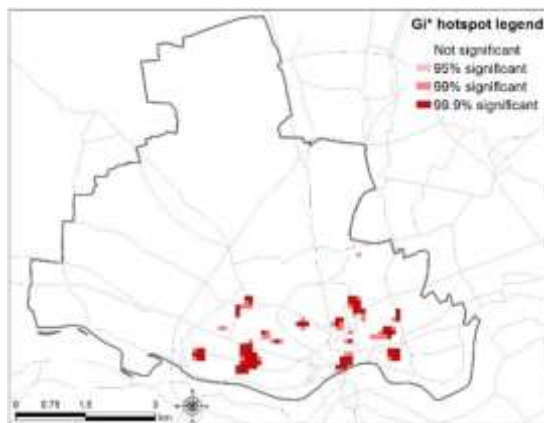 Gi* hotspot legend
Not significant
95% significant
99% significant
99.9% significant
0 0.75 1.5 3
km